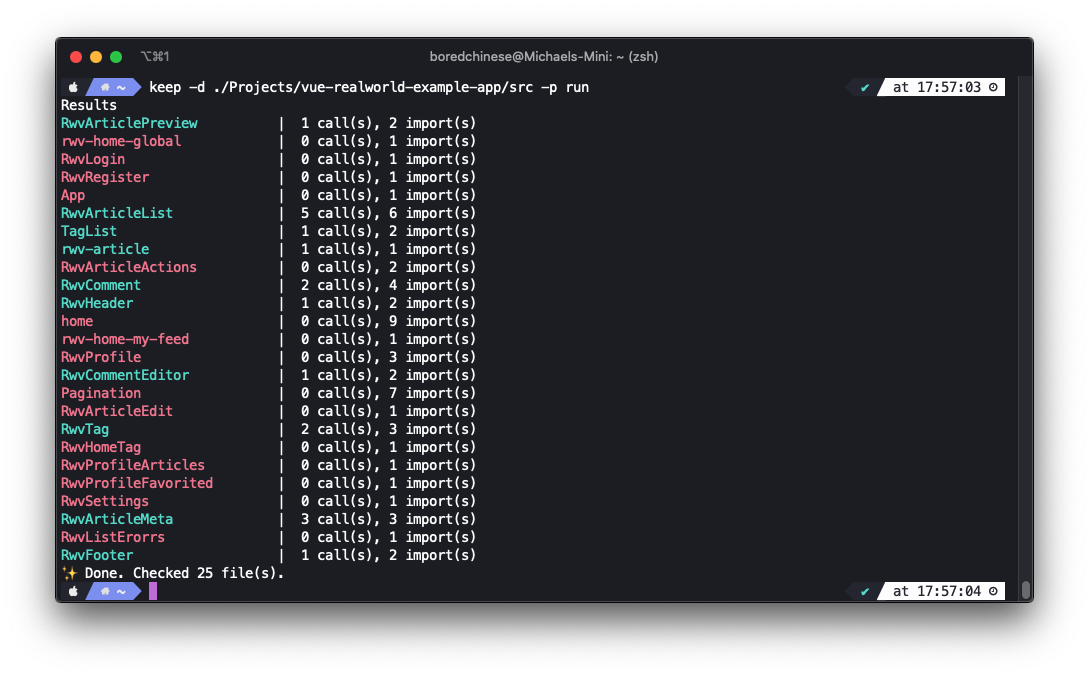 ⌥⌘1 boredchinese@Michaels-Mini: ~ (zsh)
~ keep -d ./Projects/vue-realworld-example-app/src -p run ✔ at 17:57:03
Results
RwvArticlePreview | 1 call(s), 2 import(s)
rwv-home-global | 0 call(s), 1 import(s)
RwvLogin | 0 call(s), 1 import(s)
RwvRegister | 0 call(s), 1 import(s)
App | 0 call(s), 1 import(s)
RwvArticleList | 5 call(s), 6 import(s)
TagList | 1 call(s), 2 import(s)
rwv-article | 1 call(s), 1 import(s)
RwvArticleActions | 0 call(s), 2 import(s)
RwvComment | 2 call(s), 4 import(s)
RwvHeader | 1 call(s), 2 import(s)
home | 0 call(s), 9 import(s)
rwv-home-my-feed | 0 call(s), 1 import(s)
RwvProfile | 0 call(s), 3 import(s)
RwvCommentEditor | 1 call(s), 2 import(s)
Pagination | 0 call(s), 7 import(s)
RwvArticleEdit | 0 call(s), 1 import(s)
RwvTag | 2 call(s), 3 import(s)
RwvHomeTag | 0 call(s), 1 import(s)
RwvProfileArticles | 0 call(s), 1 import(s)
RwvProfileFavorited | 0 call(s), 1 import(s)
RwvSettings | 0 call(s), 1 import(s)
RwvArticleMeta | 3 call(s), 3 import(s)
RwvListErorrs | 0 call(s), 1 import(s)
RwvFooter | 1 call(s), 2 import(s)
✨ Done. Checked 25 file(s).
~ ✔ at 17:57:04